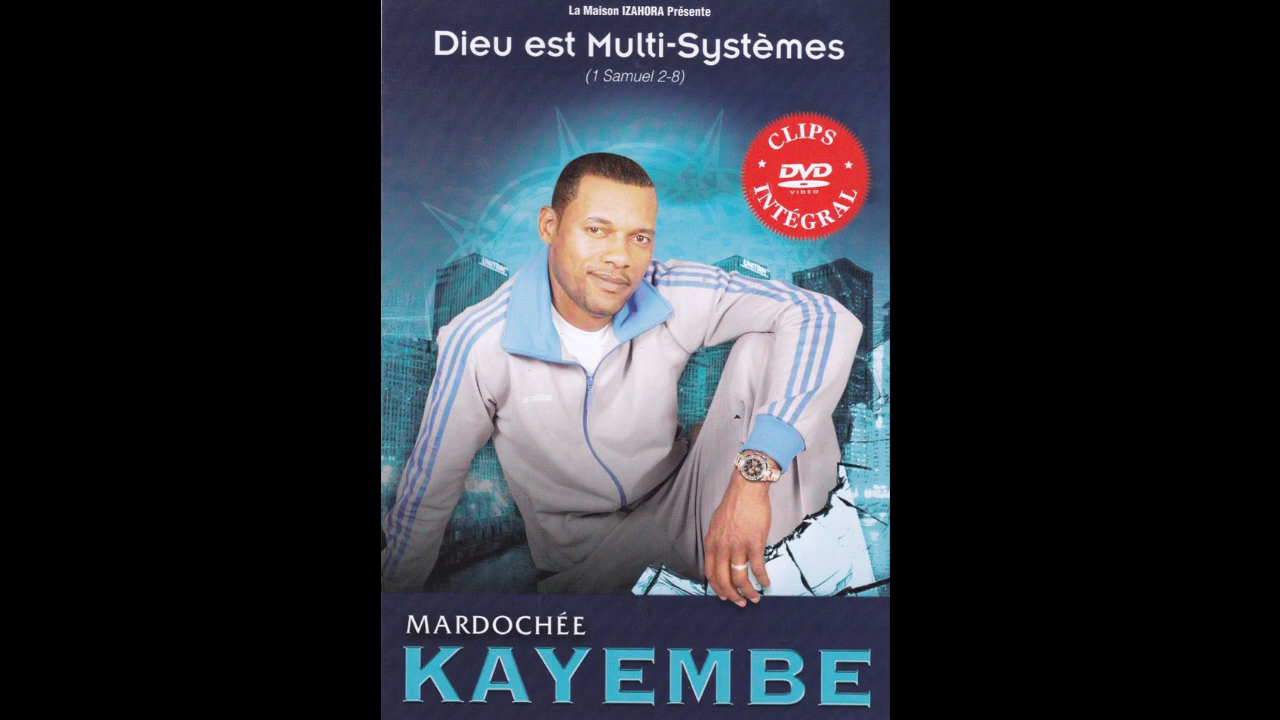 La Maison IZAHORA Présente
Dieu est Multi-Systèmes
(1 Samuel 2-8)
CLIPS
DVD
VIDEO
INTÉGRAL
MARDOCHÉE
KAYEMBE